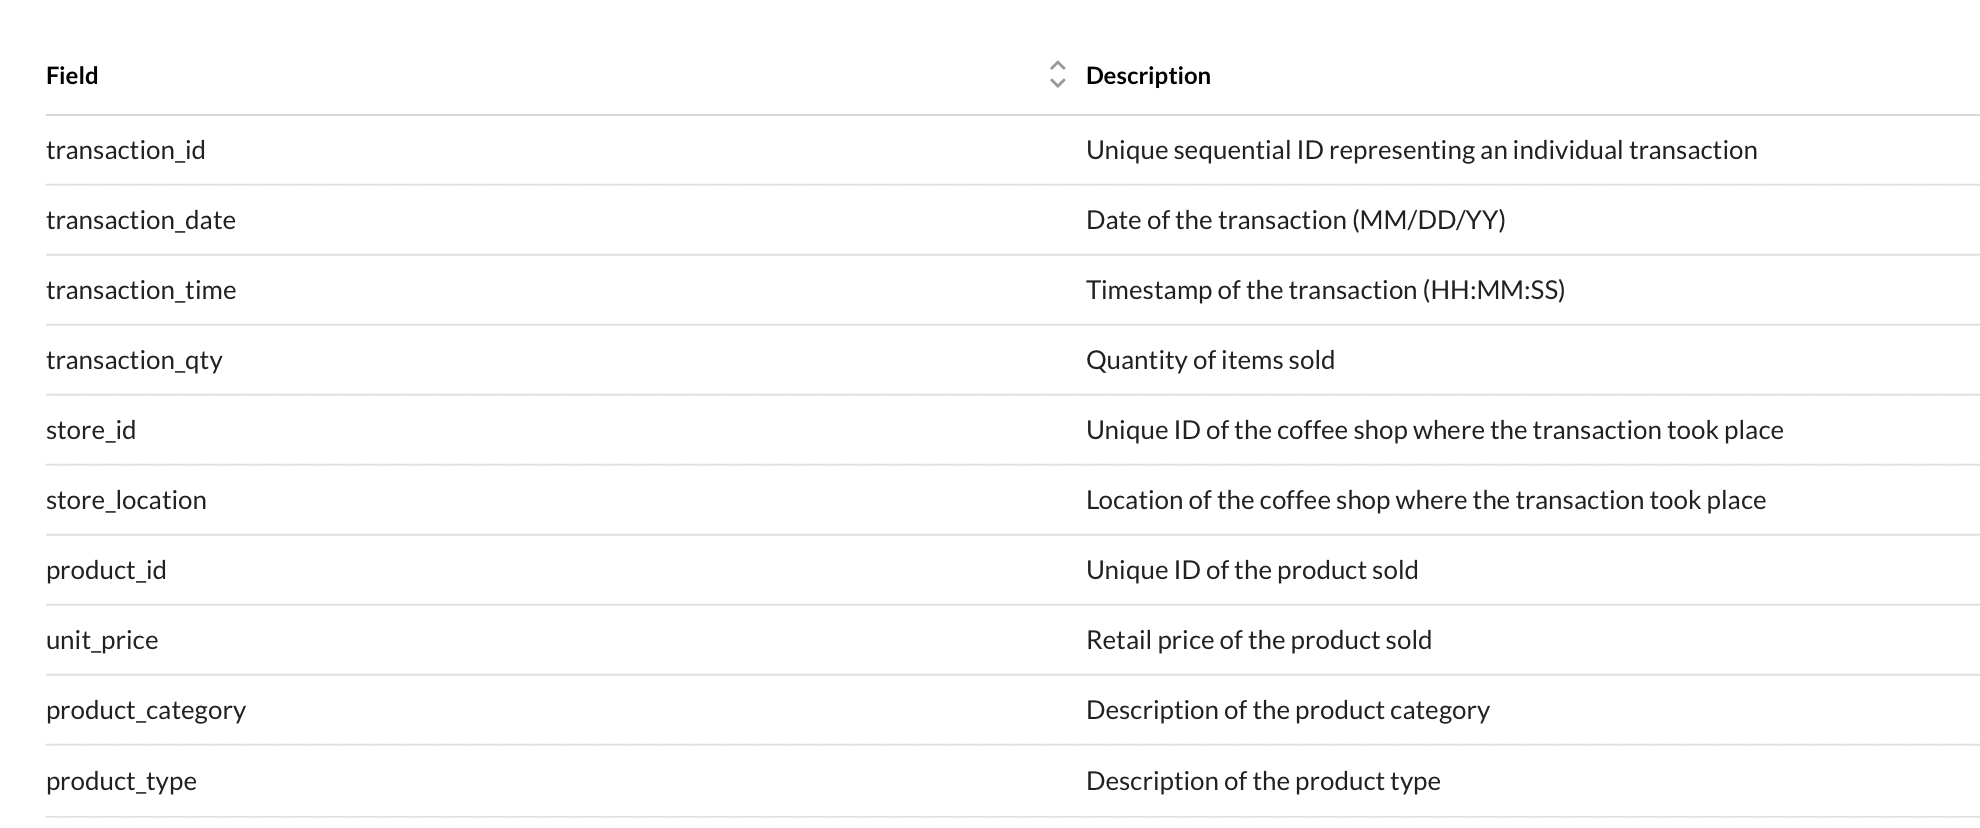 Field Description
transaction_id Unique sequential ID representing an individual transaction
transaction_date Date of the transaction (MM/DD/YY)
transaction_time Timestamp of the transaction (HH:MM:SS)
transaction_qty Quantity of items sold
store_id Unique ID of the coffee shop where the transaction took place
store_location Location of the coffee shop where the transaction took place
product_id Unique ID of the product sold
unit_price Retail price of the product sold
product_category Description of the product category
product_type Description of the product type